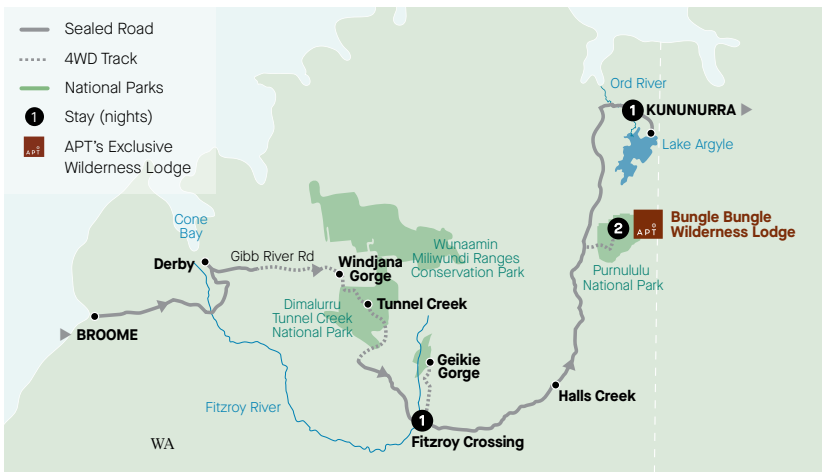 Sealed Road
4WD Track
National Parks
1 Stay (nights)
APT APT's Exclusive
Wilderness Lodge
Ord River
1 KUNUNURRA
Lake Argyle
2 APT Bungle Bungle
Wilderness Lodge
Purnululu
National Park
Cone
Bay
Derby
Gibb River Rd
Windjana
Gorge
Wunaamin
Miliwundi Ranges
Conservation Park
Tunnel Creek
Dimalurru
Tunnel Creek
National Park
BROOME
Geikie
Gorge
Halls Creek
Fitzroy River
1
Fitzroy Crossing
WA